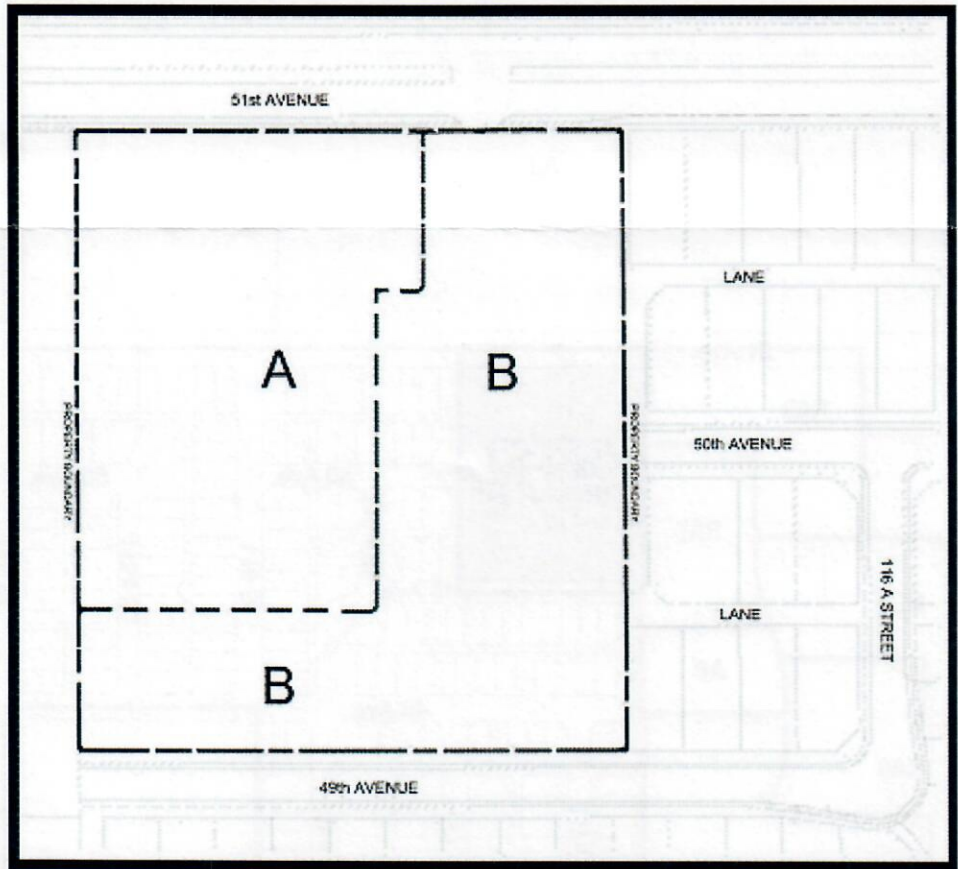 51st AVENUE
LANE
A
B
PROPERTY BOUNDARY
PROPERTY BOUNDARY
50th AVENUE
LANE
116 A STREET
B
49th AVENUE